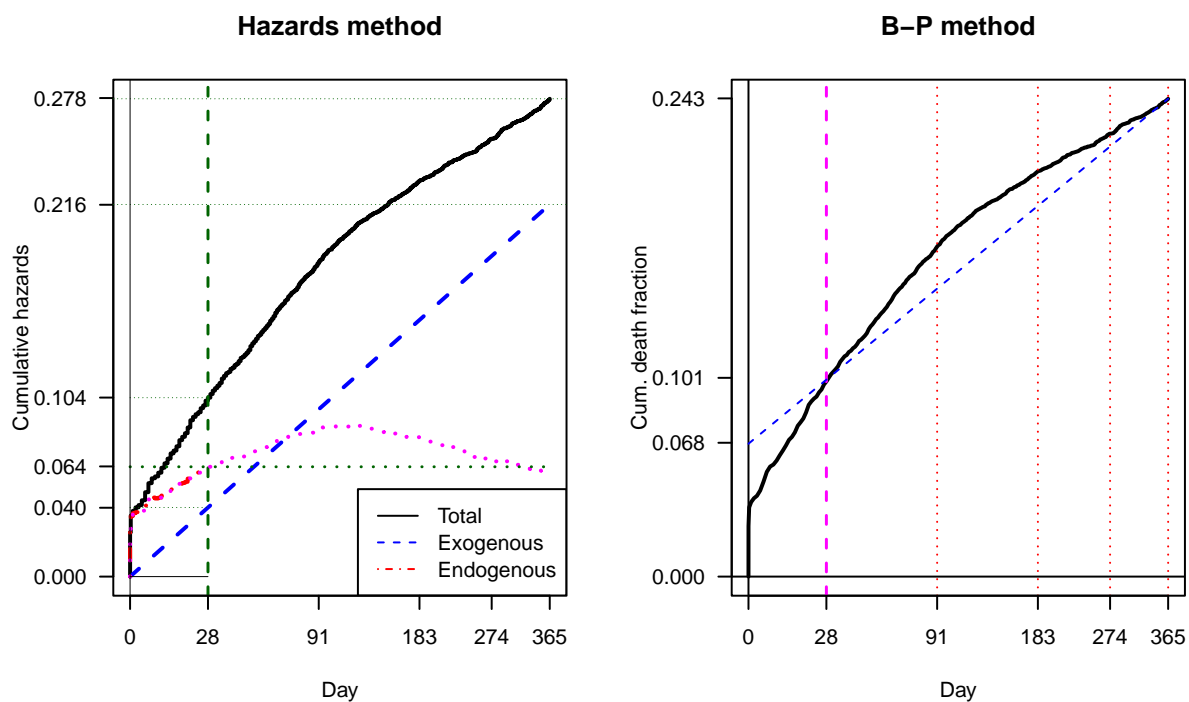 Hazards method
Cumulative hazards
0.278
0.216
0.104
0.064
0.040
0.000
Total
Exogenous
Endogenous
0 28 91 183 274 365
Day
B−P method
Cum. death fraction
0.243
0.101
0.068
0.000
0 28 91 183 274 365
Day